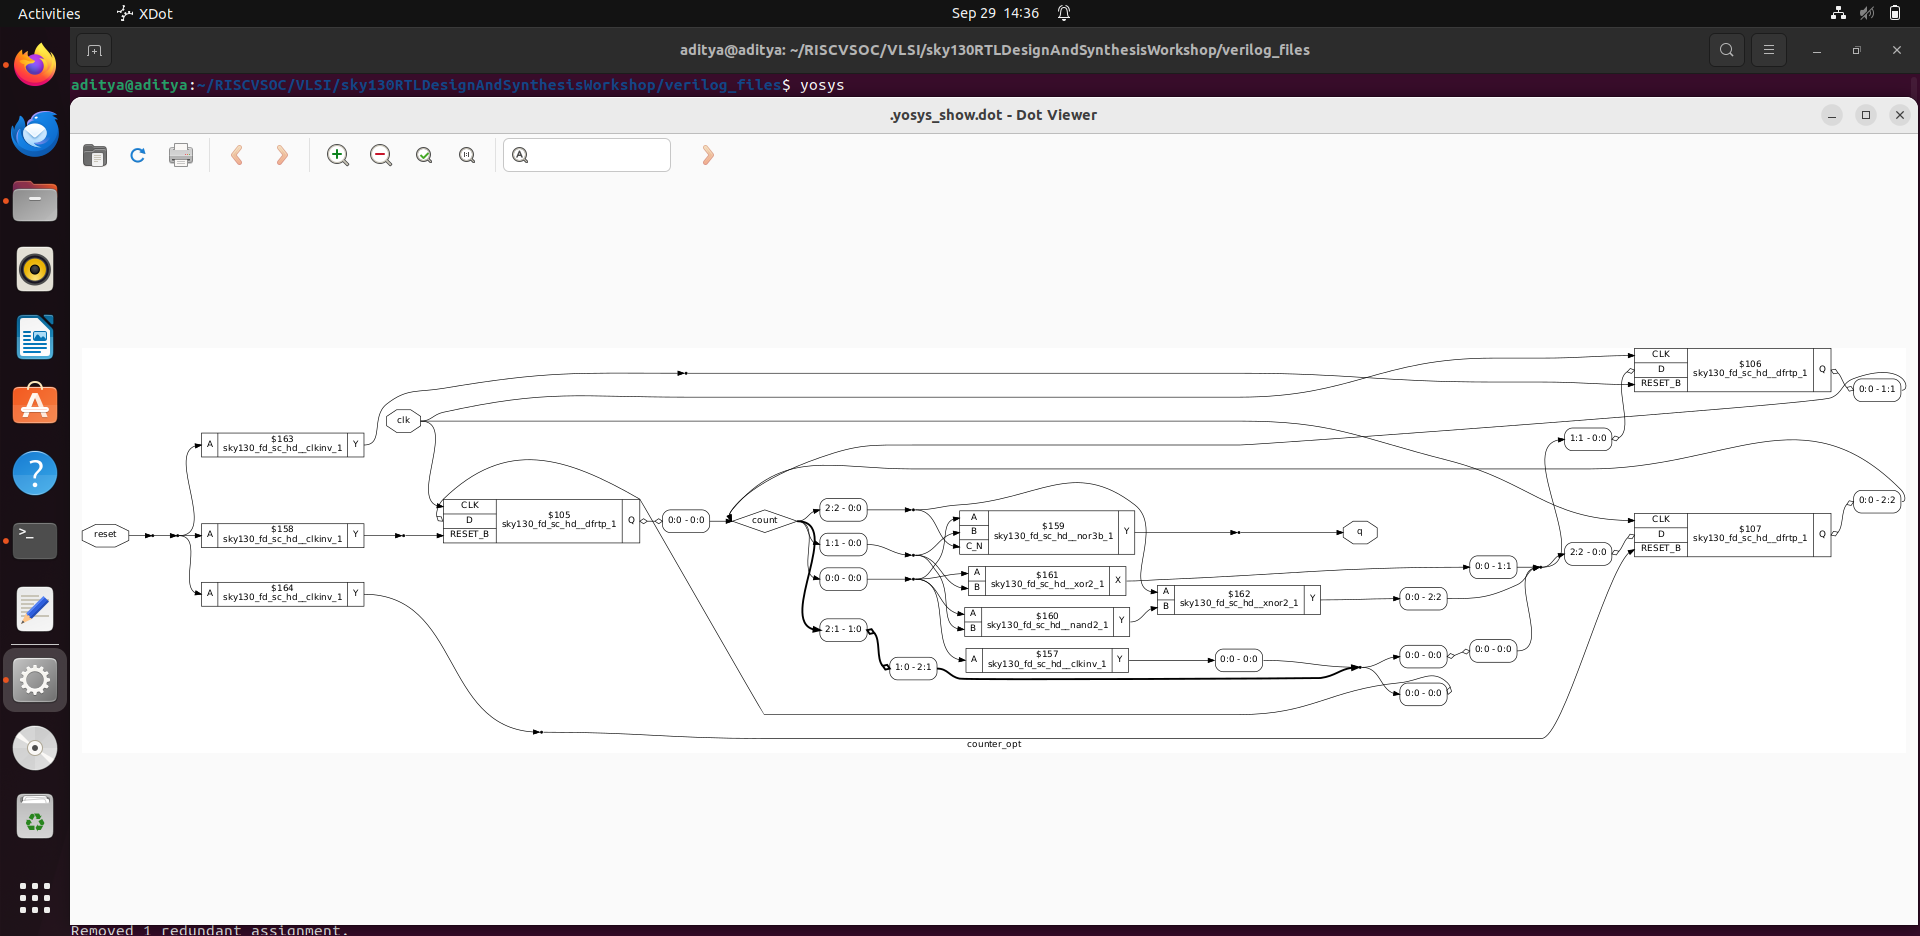 Activities
XDot
Sep 29 14:36
aditya@aditya: ~/RISCVSOC/VLSI/sky130RTLDesignAndSynthesisWorkshop/verilog_files
aditya@aditya:~/RISCVSOC/VLSI/sky130RTLDesignAndSynthesisWorkshop/verilog_files$ yosys
.yosys_show.dot - Dot Viewer
CLK
D
RESET_B
$106
sky130_fd_sc_hd__dfrtp_1
Q
0:0 - 1:1
clk
A
$163
sky130_fd_sc_hd__clkinv_1
Y
1:1 - 0:0
reset
A
$158
sky130_fd_sc_hd__clkinv_1
Y
CLK
D
RESET_B
$105
sky130_fd_sc_hd__dfrtp_1
Q
0:0 - 0:0
count
2:2 - 0:0
1:1 - 0:0
0:0 - 0:0
2:1 - 1:0
1:0 - 2:1
A
B
C_N
$159
sky130_fd_sc_hd__nor3b_1
Y
q
A
B
$161
sky130_fd_sc_hd__xor2_1
X
A
B
$160
sky130_fd_sc_hd__nand2_1
Y
A
$157
sky130_fd_sc_hd__clkinv_1
Y
0:0 - 0:0
A
B
$162
sky130_fd_sc_hd__xnor2_1
Y
0:0 - 1:1
0:0 - 2:2
0:0 - 0:0
0:0 - 0:0
0:0 - 0:0
2:2 - 0:0
CLK
D
RESET_B
$107
sky130_fd_sc_hd__dfrtp_1
Q
0:0 - 2:2
A
$164
sky130_fd_sc_hd__clkinv_1
Y
counter_opt
Removed 1 redundant assignment.